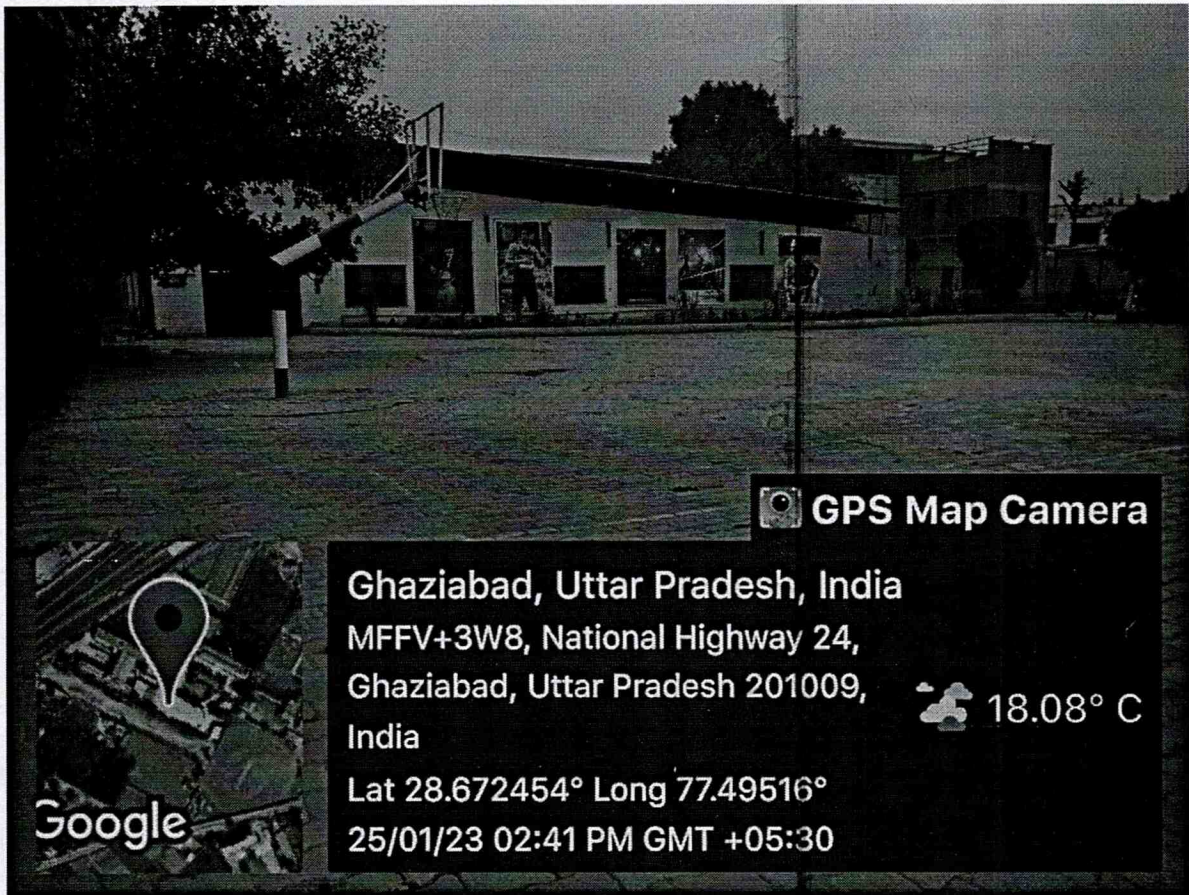 GPS Map Camera
Ghaziabad, Uttar Pradesh, India
MFFV+3W8, National Highway 24,
Ghaziabad, Uttar Pradesh 201009,
India
18.08° C
Lat 28.672454° Long 77.49516°
25/01/23 02:41 PM GMT +05:30
Google